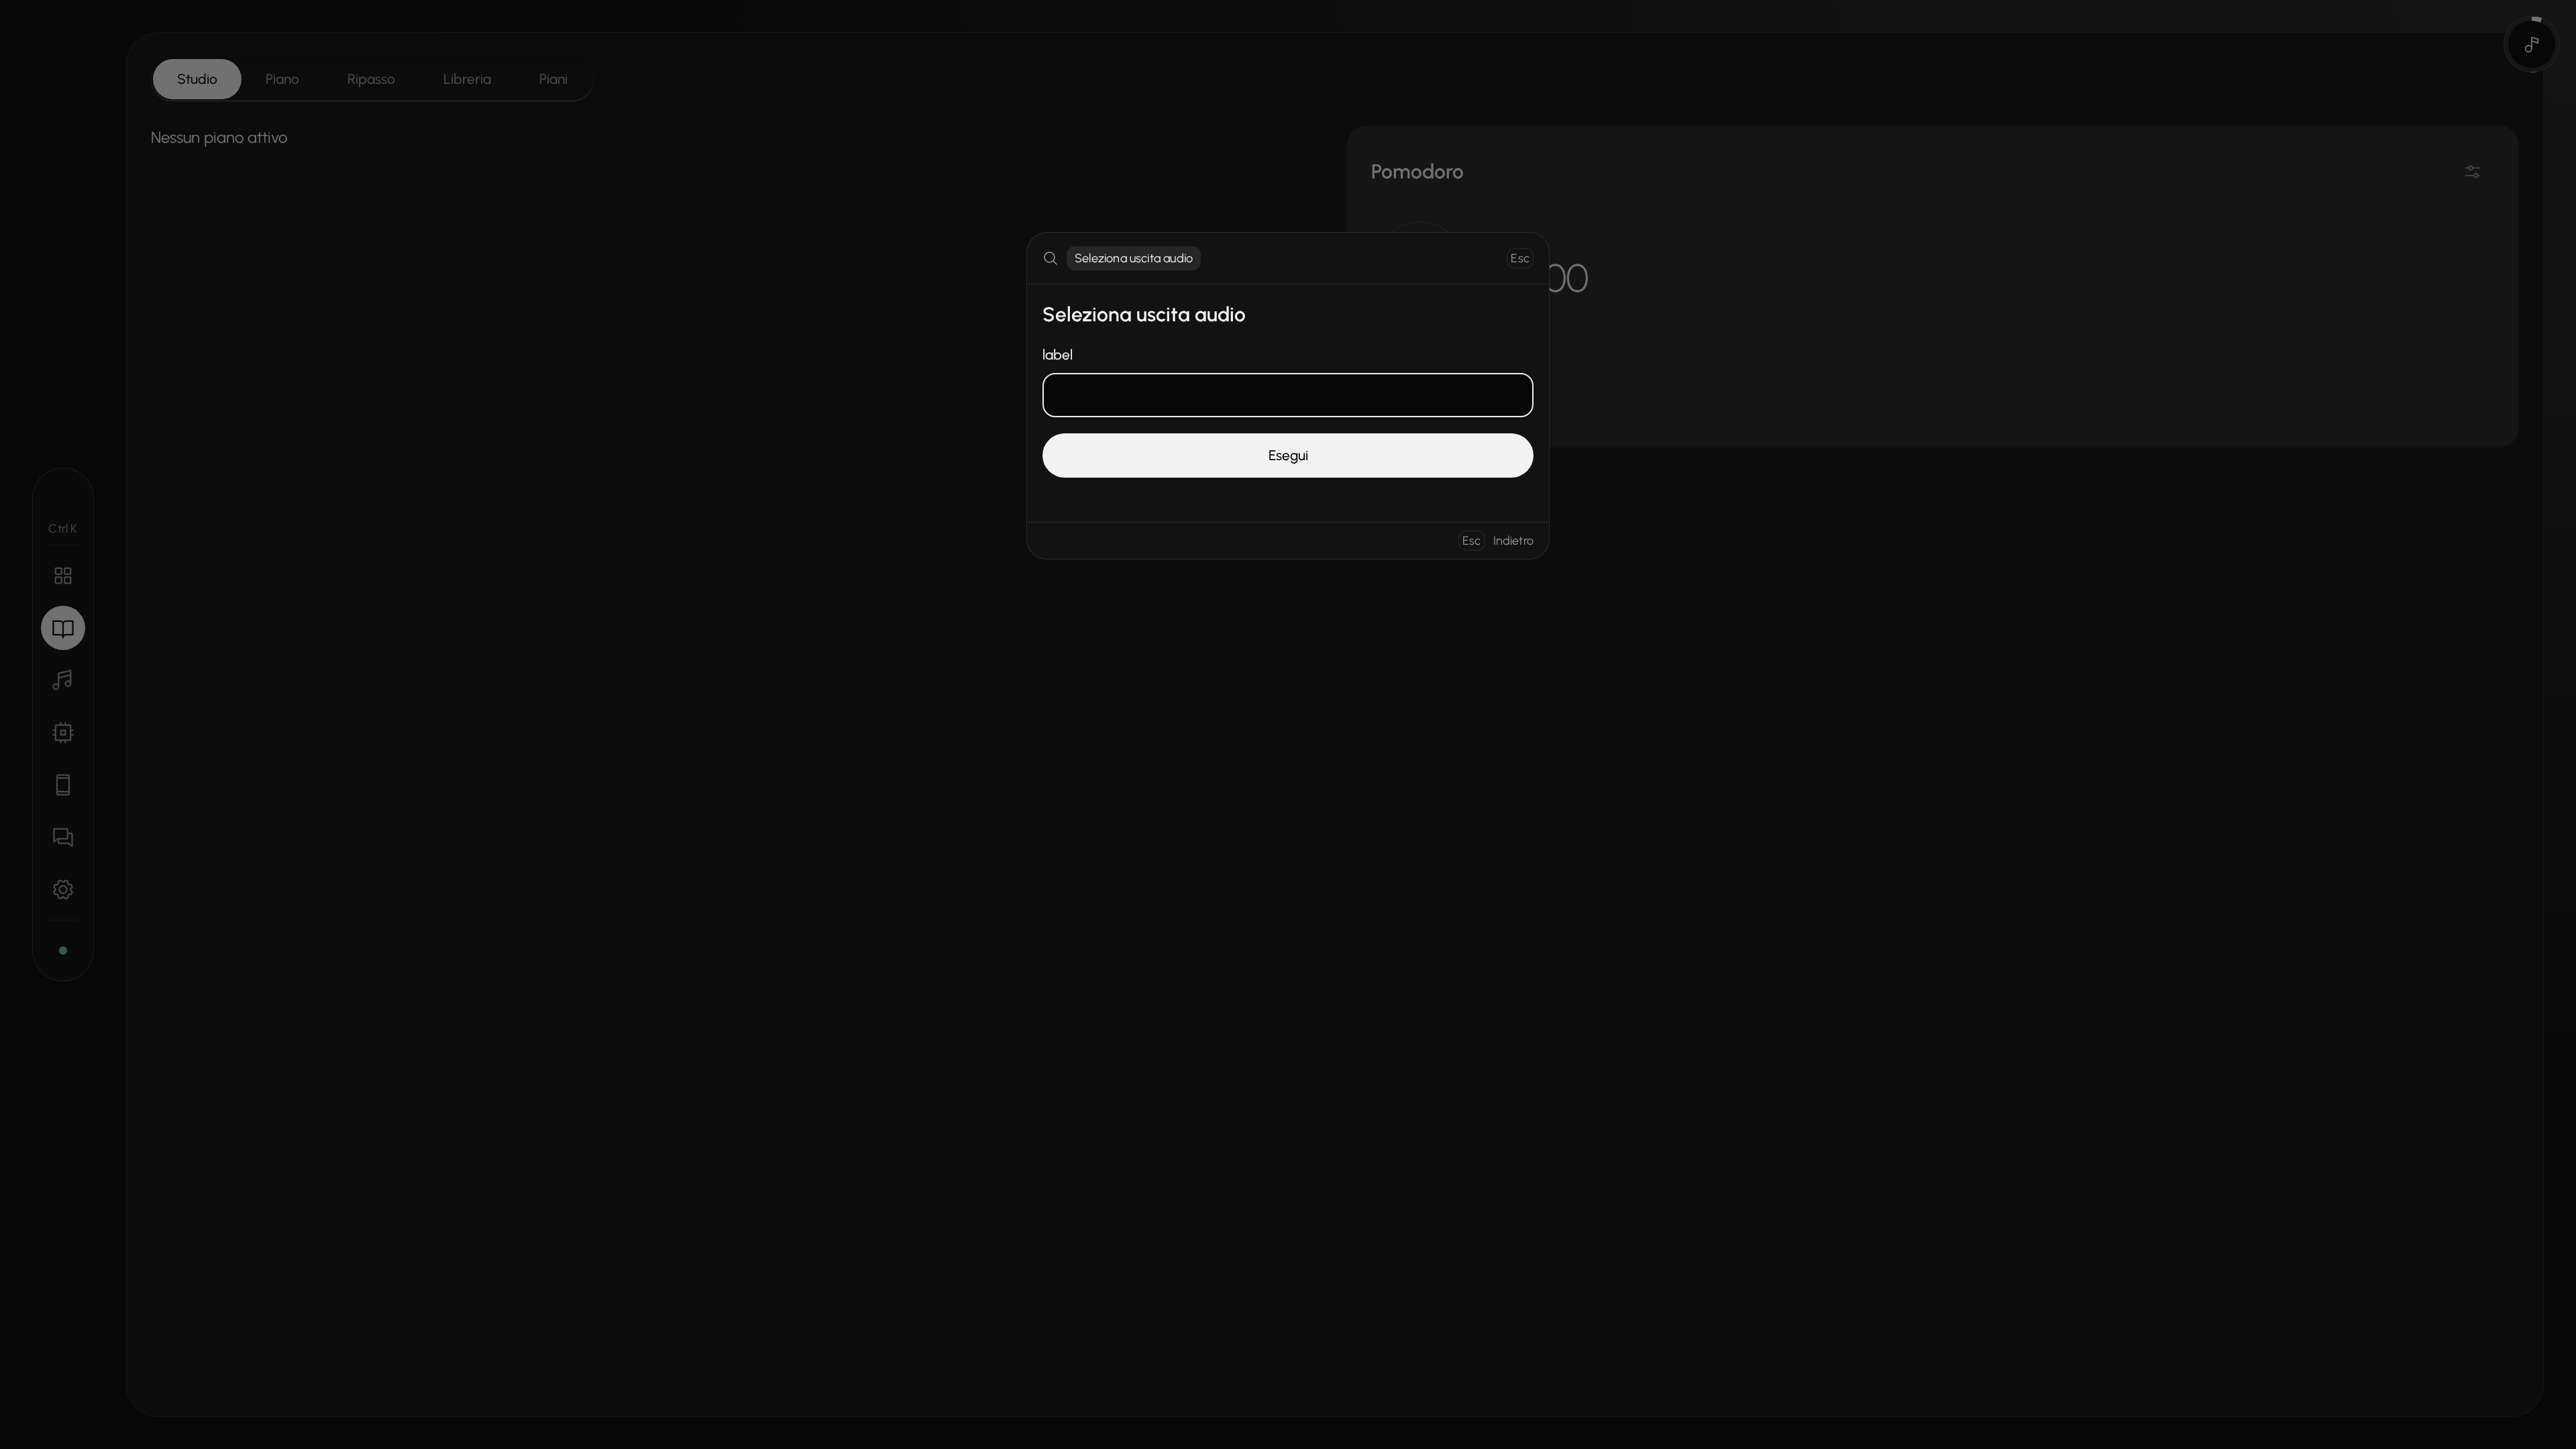 Studio Piano Ripasso Libreria Piani
Nessun piano attivo
Pomodoro
Seleziona uscita audio Esc
00
Seleziona uscita audio
label
Esegui
Ctrl K
Esc Indietro